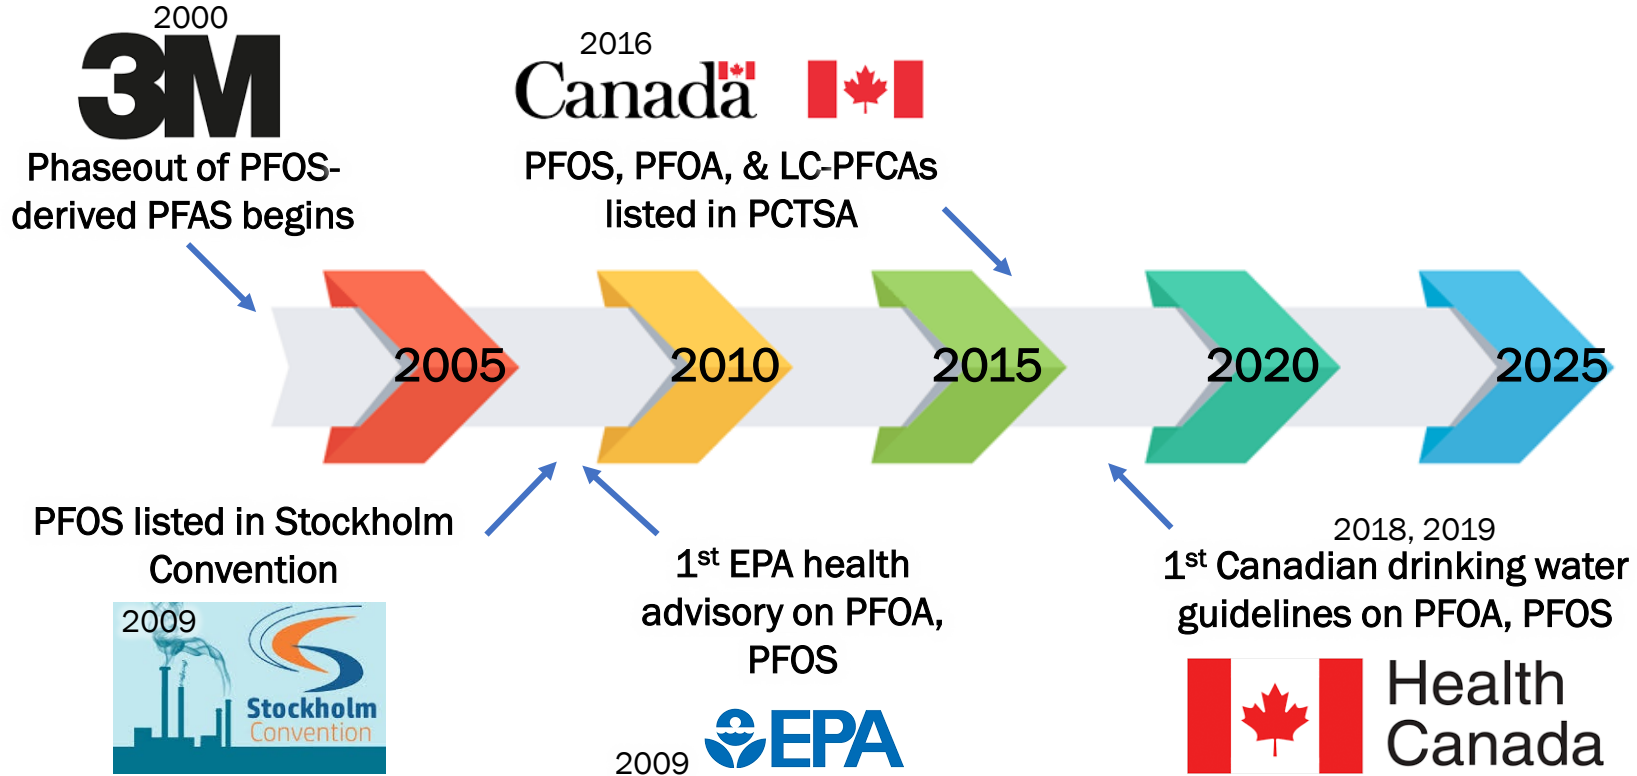 2000
3M
Phaseout of PFOS-
derived PFAS begins
2016
Canada
PFOS, PFOA, & LC-PFCAs
listed in PCTSA
2005
2010
2015
2020
2025
PFOS listed in Stockholm
Convention
2009
Stockholm
Convention
1st EPA health
advisory on PFOA,
PFOS
2009
EPA
2018, 2019
1st Canadian drinking water
guidelines on PFOA, PFOS
Health
Canada